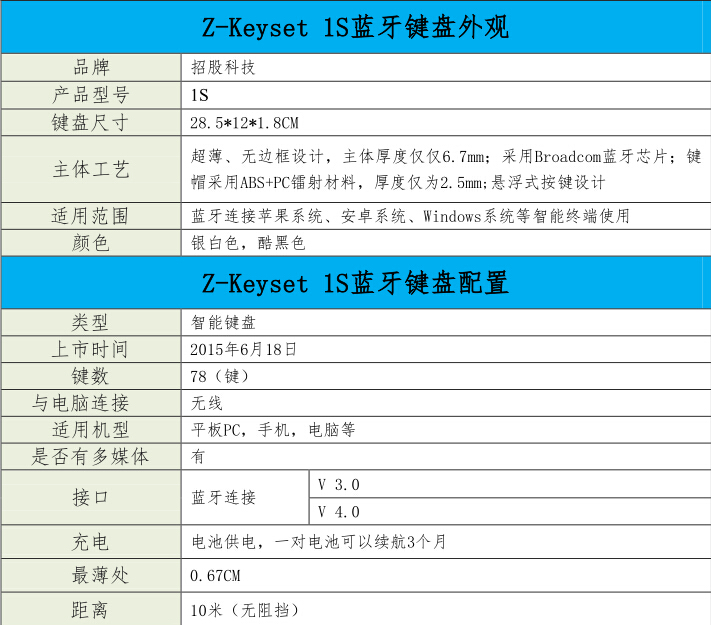 Z-Keyset 1S蓝牙键盘外观
品牌 招股科技
产品型号 1S
键盘尺寸 28.5*12*1.8CM
主体工艺 超薄、无边框设计，主体厚度仅仅6.7mm；采用Broadcom蓝牙芯片；键
帽采用ABS+PC镭射材料，厚度仅为2.5mm;悬浮式按键设计
适用范围 蓝牙连接苹果系统、安卓系统、Windows系统等智能终端使用
颜色 银白色，酷黑色
Z-Keyset 1S蓝牙键盘配置
类型 智能键盘
上市时间 2015年6月18日
键数 78（键）
与电脑连接 无线
适用机型 平板PC，手机，电脑等
是否有多媒体 有
接口 蓝牙连接 V 3.0
V 4.0
充电 电池供电，一对电池可以续航3个月
最薄处 0.67CM
距离 10米（无阻挡）